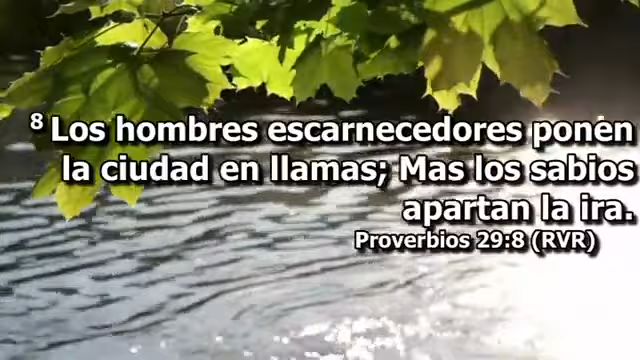 8 Los hombres escarnecedores ponen
la ciudad en llamas; Mas los sabios
apartan la ira.
Proverbios 29:8 (RVR)